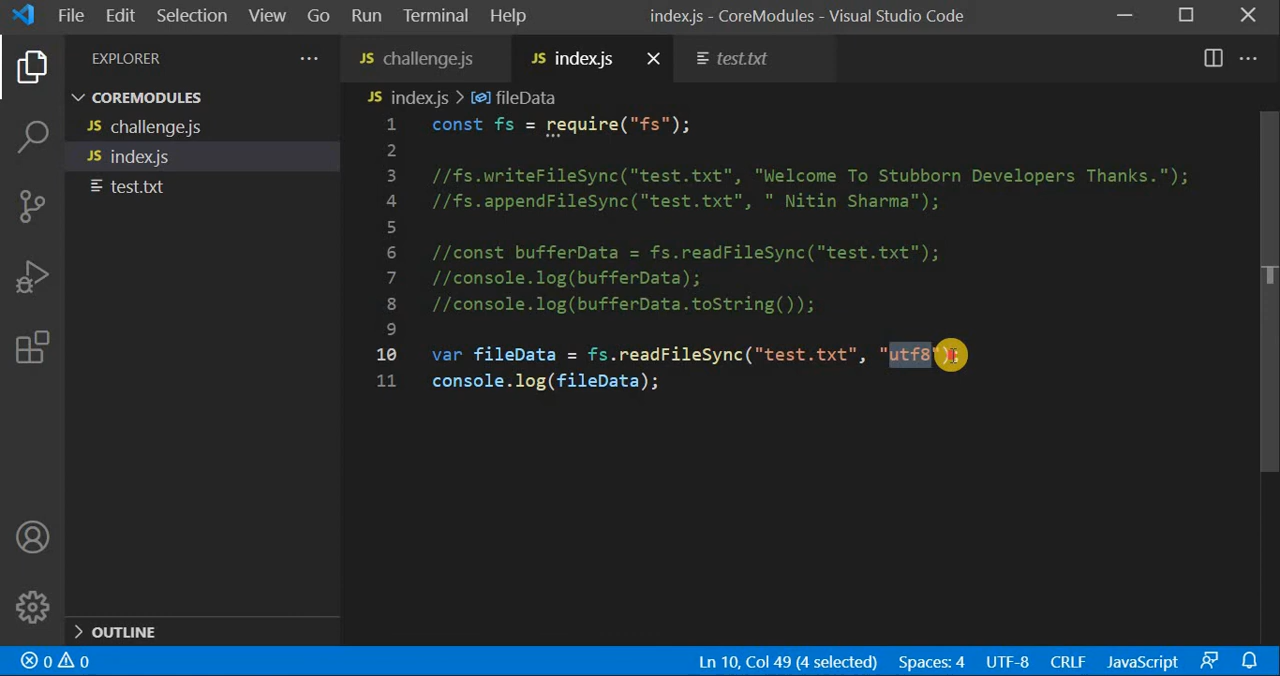 File Edit Selection View Go Run Terminal Help index.js - CoreModules - Visual Studio Code
EXPLORER
COREMODULES
JS challenge.js
JS index.js
test.txt
OUTLINE
JS challenge.js JS index.js test.txt
JS index.js > fileData
1 const fs = require("fs");
2
3 //fs.writeFileSync("test.txt", "Welcome To Stubborn Developers Thanks.");
4 //fs.appendFileSync("test.txt", " Nitin Sharma");
5
6 //const bufferData = fs.readFileSync("test.txt");
7 //console.log(bufferData);
8 //console.log(bufferData.toString());
9
10 var fileData = fs.readFileSync("test.txt", "utf8");
11 console.log(fileData);
0 0 Ln 10, Col 49 (4 selected) Spaces: 4 UTF-8 CRLF JavaScript